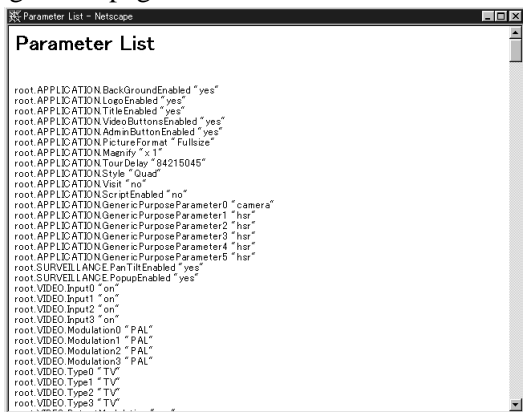 Parameter List - Netscape
Parameter List
root.APPLICATION.BackGroundEnabled "yes"
root.APPLICATION.LogoEnabled "yes"
root.APPLICATION.TitleEnabled "yes"
root.APPLICATION.VideoButtonsEnabled "yes"
root.APPLICATION.AdminButtonEnabled "yes"
root.APPLICATION.PictureFormat "Fullsize"
root.APPLICATION.Magnify "x 1"
root.APPLICATION.TourDelay "84215045"
root.APPLICATION.Style "Quad"
root.APPLICATION.Visit "no"
root.APPLICATION.ScriptEnabled "no"
root.APPLICATION.GenericPurposeParameter0 "camera"
root.APPLICATION.GenericPurposeParameter1 "hsr"
root.APPLICATION.GenericPurposeParameter2 "hsr"
root.APPLICATION.GenericPurposeParameter3 "hsr"
root.APPLICATION.GenericPurposeParameter4 "hsr"
root.APPLICATION.GenericPurposeParameter5 "hsr"
root.SURVEILLANCE.PanTiltEnabled "yes"
root.SURVEILLANCE.PopupEnabled "yes"
root.VIDEO.Input0 "on"
root.VIDEO.Input1 "on"
root.VIDEO.Input2 "on"
root.VIDEO.Input3 "on"
root.VIDEO.Modulation0 "PAL"
root.VIDEO.Modulation1 "PAL"
root.VIDEO.Modulation2 "PAL"
root.VIDEO.Modulation3 "PAL"
root.VIDEO.Type0 "TV"
root.VIDEO.Type1 "TV"
root.VIDEO.Type2 "TV"
root.VIDEO.Type3 "TV"